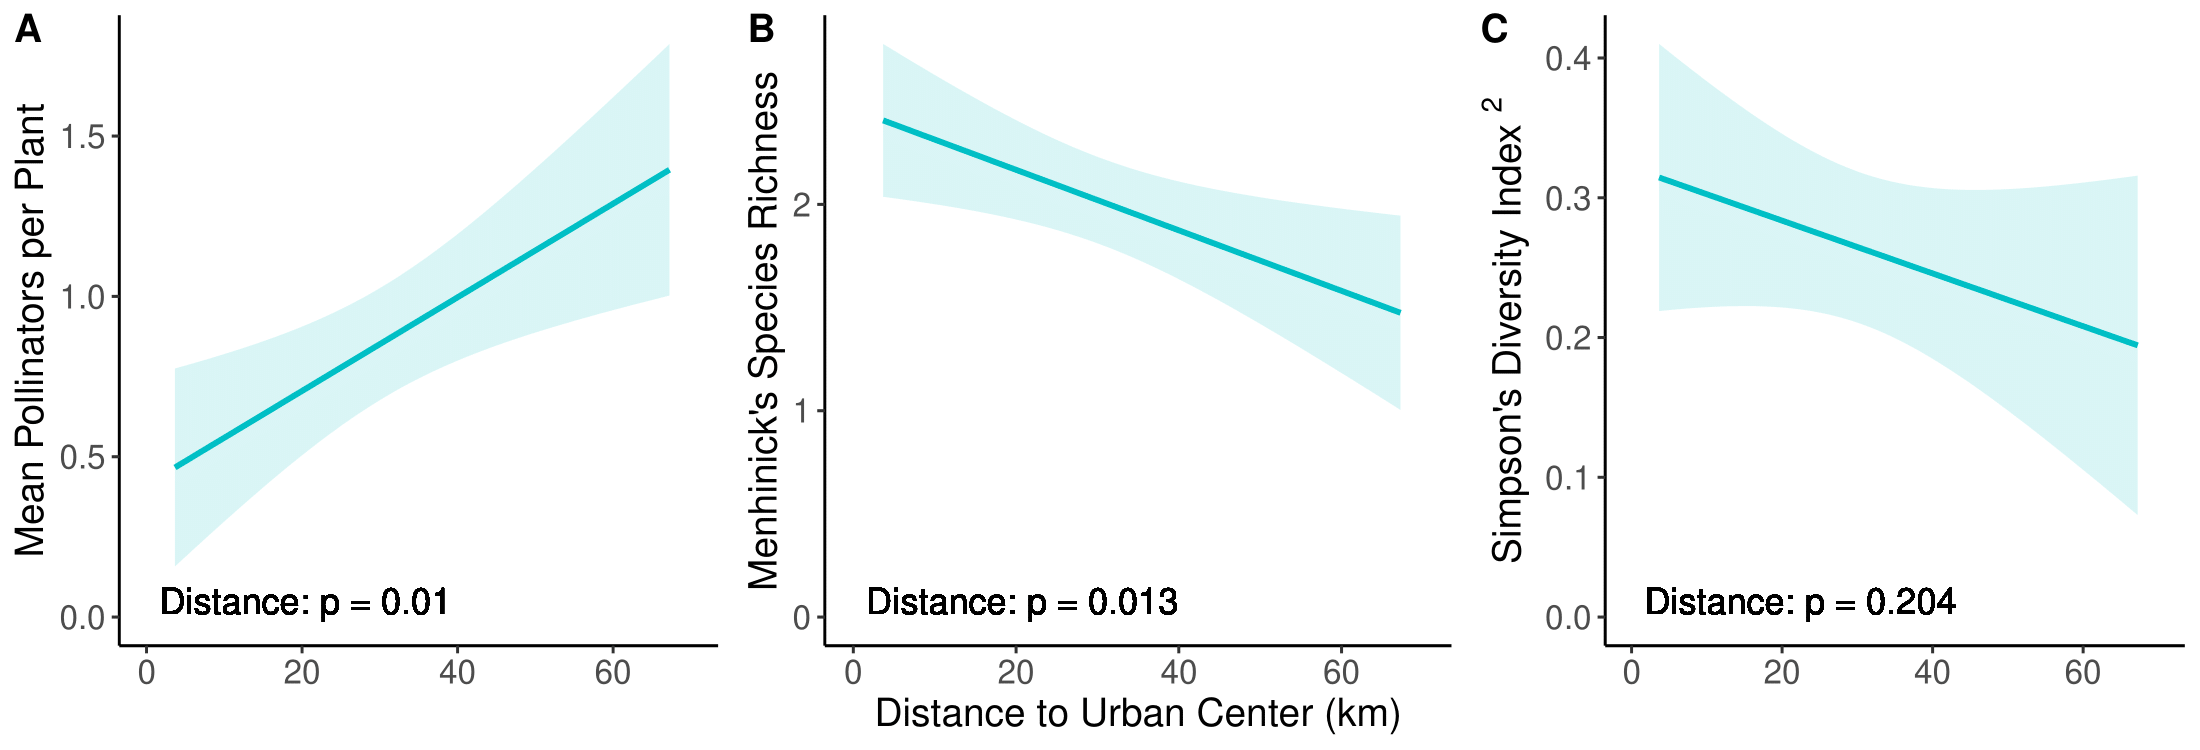 A
Mean Pollinators per Plant
1.5
1.0
0.5
0.0
Distance: p = 0.01
0 20 40 60
B
Menhinick's Species Richness
2
1
0
Distance: p = 0.013
0 20 40 60
Distance to Urban Center (km)
C
Simpson's Diversity Index ²
0.4
0.3
0.2
0.1
0.0
Distance: p = 0.204
0 20 40 60